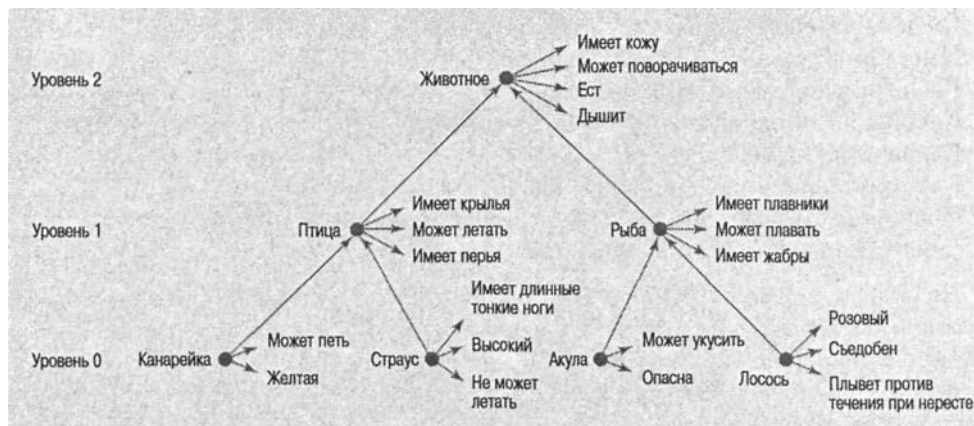 Уровень 2
Животное
Имеет кожу
Может поворачиваться
Ест
Дышит
Уровень 1
Птица
Имеет крылья
Может летать
Имеет перья
Рыба
Имеет плавники
Может плавать
Имеет жабры
Уровень 0
Канарейка
Может петь
Желтая
Страус
Имеет длинные
тонкие ноги
Высокий
Не может
летать
Акула
Может укусить
Опасна
Лосось
Розовый
Съедобен
Плывет против
течения при нересте